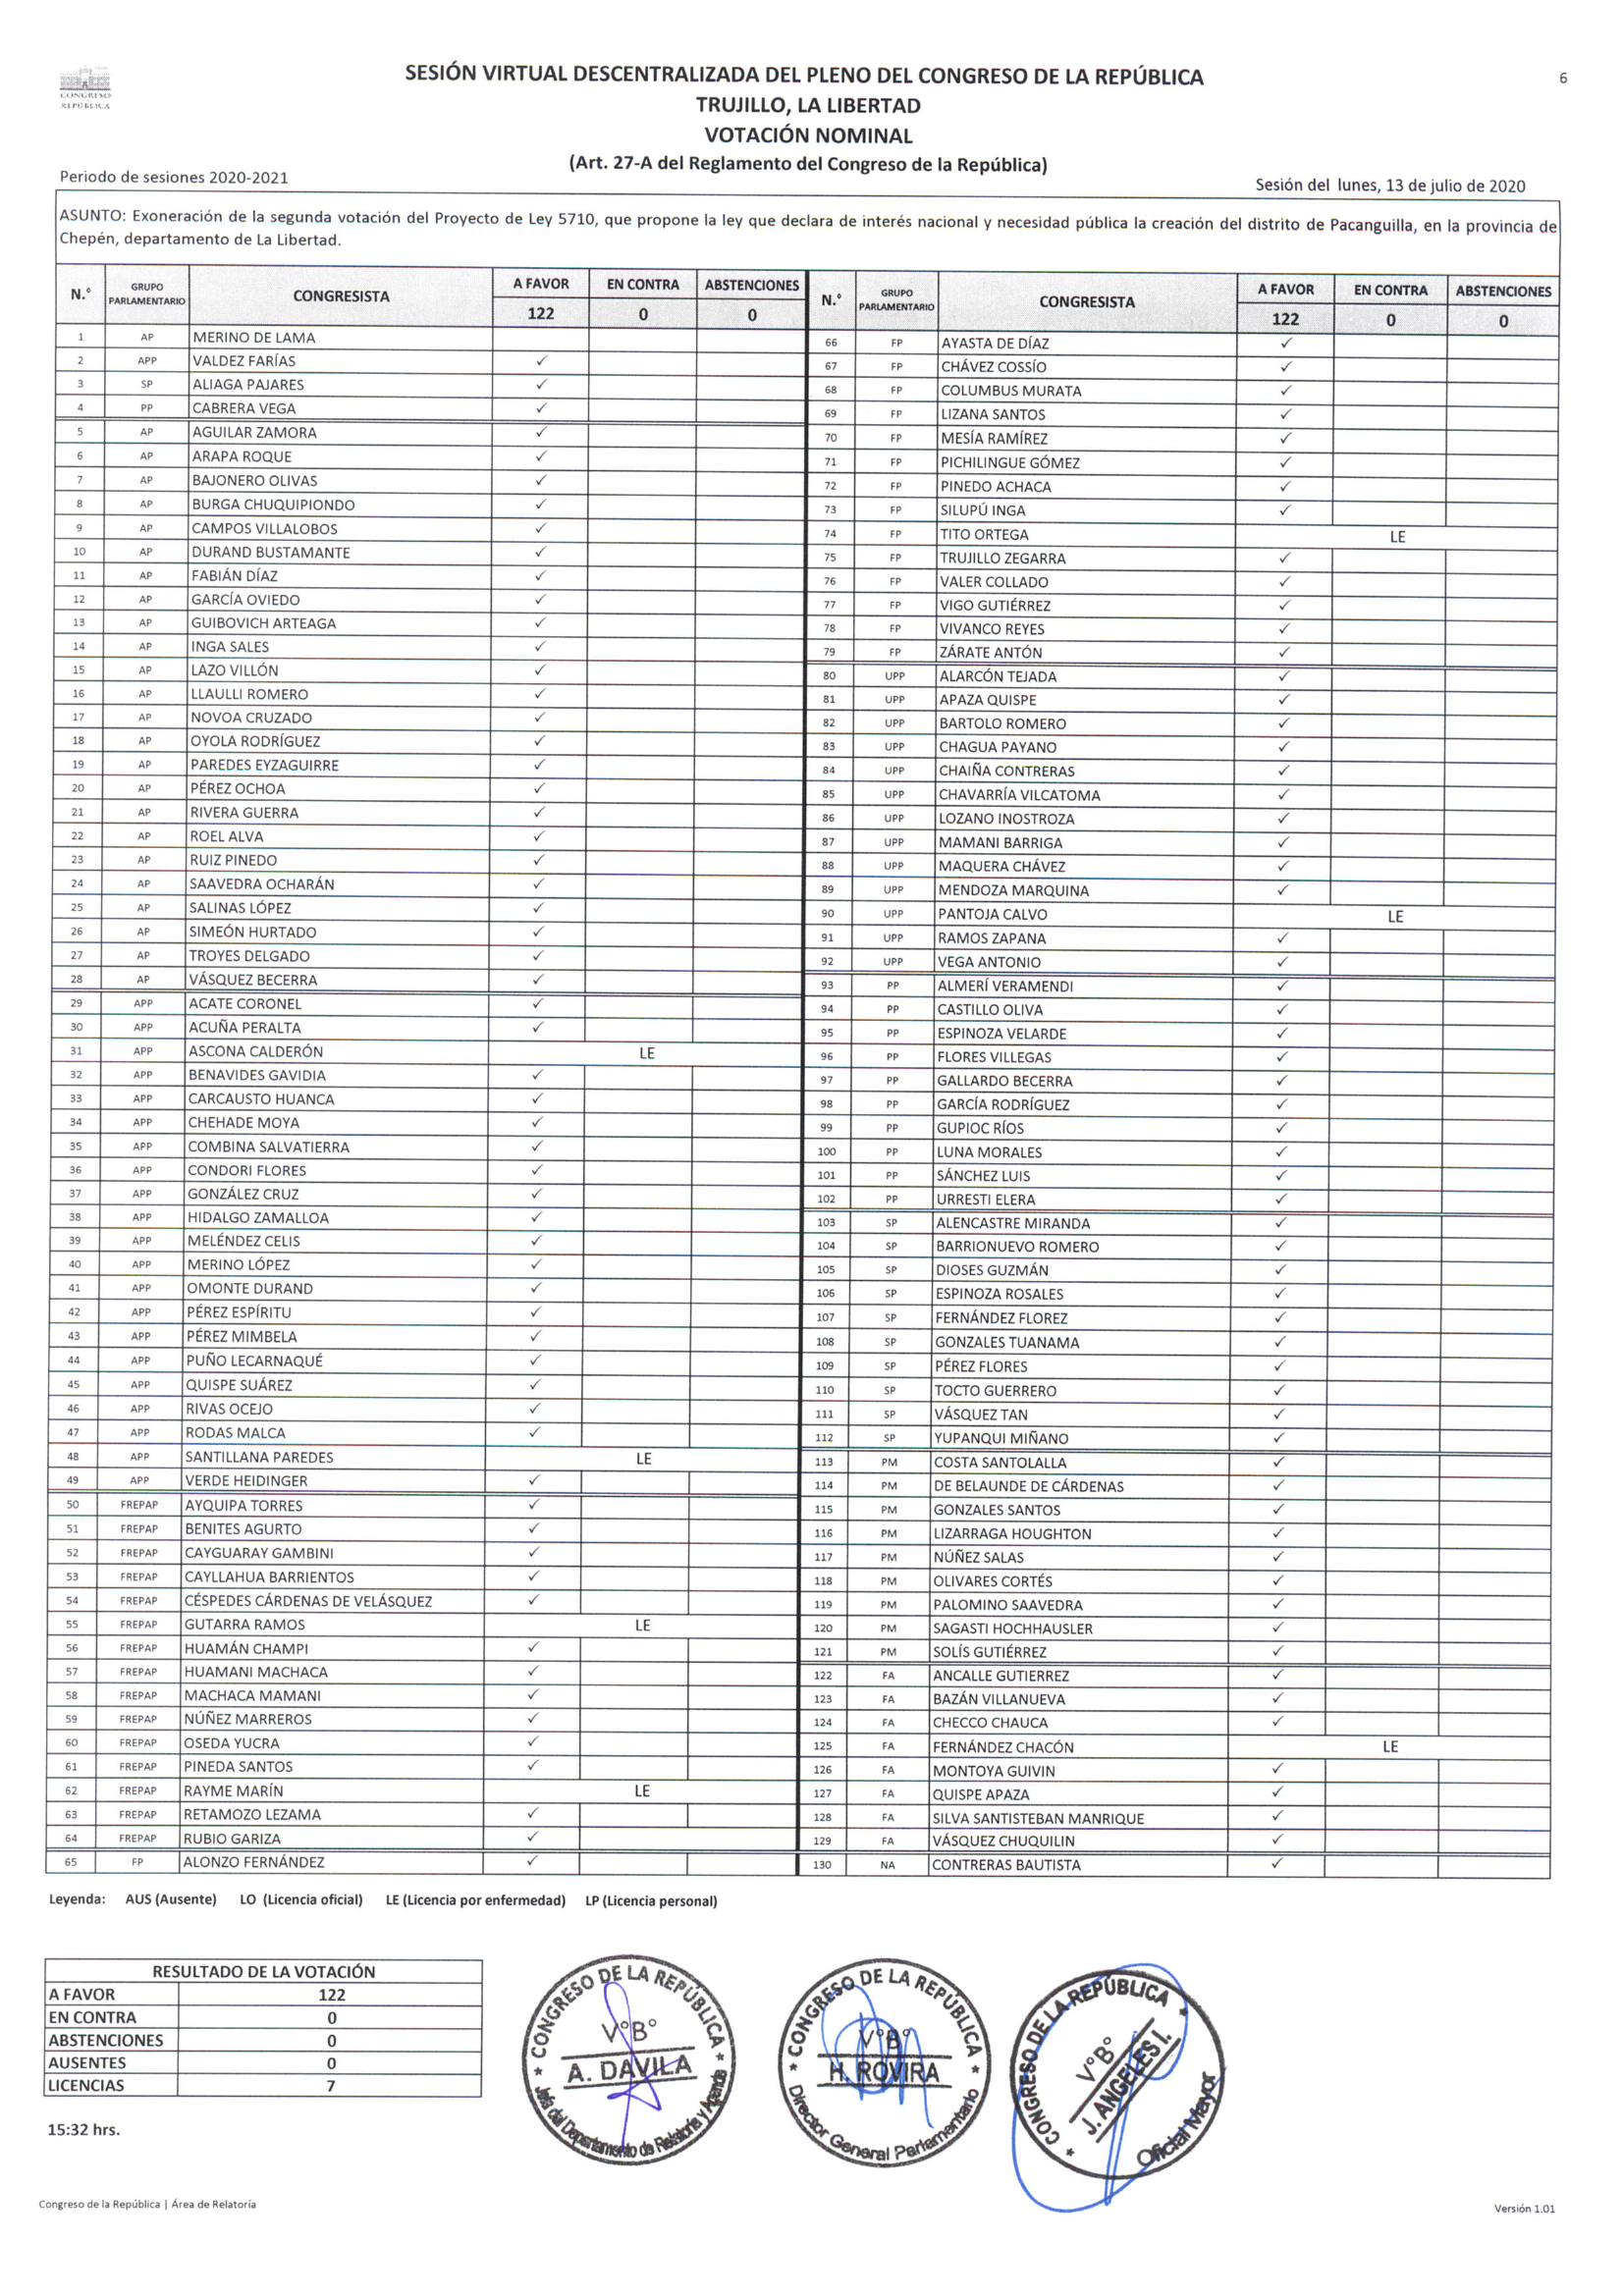 CONGRESO
REPÚBLICA
SESIÓN VIRTUAL DESCENTRALIZADA DEL PLENO DEL CONGRESO DE LA REPÚBLICA
6
TRUJILLO, LA LIBERTAD
VOTACIÓN NOMINAL
(Art. 27-A del Reglamento del Congreso de la República)
Periodo de sesiones 2020-2021
Sesión del lunes, 13 de julio de 2020
ASUNTO: Exoneración de la segunda votación del Proyecto de Ley 5710, que propone la ley que declara de interés nacional y necesidad pública la creación del distrito de Pacanguilla, en la provincia de
Chepén, departamento de La Libertad.
N.° GRUPO PARLAMENTARIO CONGRESISTA A FAVOR EN CONTRA ABSTENCIONES
122 0 0
1 AP MERINO DE LAMA
2 APP VALDEZ FARÍAS ✓
3 SP ALIAGA PAJARES ✓
4 PP CABRERA VEGA ✓
5 AP AGUILAR ZAMORA ✓
6 AP ARAPA ROQUE ✓
7 AP BAJONERO OLIVAS ✓
8 AP BURGA CHUQUIPIONDO ✓
9 AP CAMPOS VILLALOBOS ✓
10 AP DURAND BUSTAMANTE ✓
11 AP FABIÁN DÍAZ ✓
12 AP GARCÍA OVIEDO ✓
13 AP GUIBOVICH ARTEAGA ✓
14 AP INGA SALES ✓
15 AP LAZO VILLÓN ✓
16 AP LLAULLI ROMERO ✓
17 AP NOVOA CRUZADO ✓
18 AP OYOLA RODRÍGUEZ ✓
19 AP PAREDES EYZAGUIRRE ✓
20 AP PÉREZ OCHOA ✓
21 AP RIVERA GUERRA ✓
22 AP ROEL ALVA ✓
23 AP RUIZ PINEDO ✓
24 AP SAAVEDRA OCHARÁN ✓
25 AP SALINAS LÓPEZ ✓
26 AP SIMEÓN HURTADO ✓
27 AP TROYES DELGADO ✓
28 AP VÁSQUEZ BECERRA ✓
29 APP ACATE CORONEL ✓
30 APP ACUÑA PERALTA ✓
31 APP ASCONA CALDERÓN LE
32 APP BENAVIDES GAVIDIA ✓
33 APP CARCAUSTO HUANCA ✓
34 APP CHEHADE MOYA ✓
35 APP COMBINA SALVATIERRA ✓
36 APP CONDORI FLORES ✓
37 APP GONZÁLEZ CRUZ ✓
38 APP HIDALGO ZAMALLOA ✓
39 APP MELÉNDEZ CELIS ✓
40 APP MERINO LÓPEZ ✓
41 APP OMONTE DURAND ✓
42 APP PÉREZ ESPÍRITU ✓
43 APP PÉREZ MIMBELA ✓
44 APP PUÑO LECARNAQUÉ ✓
45 APP QUISPE SUÁREZ ✓
46 APP RIVAS OCEJO ✓
47 APP RODAS MALCA ✓
48 APP SANTILLANA PAREDES LE
49 APP VERDE HEIDINGER ✓
50 FREPAP AYQUIPA TORRES ✓
51 FREPAP BENITES AGURTO ✓
52 FREPAP CAYGUARAY GAMBINI ✓
53 FREPAP CAYLLAHUA BARRIENTOS ✓
54 FREPAP CÉSPEDES CÁRDENAS DE VELÁSQUEZ ✓
55 FREPAP GUTARRA RAMOS LE
56 FREPAP HUAMÁN CHAMPI ✓
57 FREPAP HUAMANI MACHACA ✓
58 FREPAP MACHACA MAMANI ✓
59 FREPAP NÚÑEZ MARREROS ✓
60 FREPAP OSEDA YUCRA ✓
61 FREPAP PINEDA SANTOS ✓
62 FREPAP RAYME MARÍN LE
63 FREPAP RETAMOZO LEZAMA ✓
64 FREPAP RUBIO GARIZA ✓
65 FP ALONZO FERNÁNDEZ ✓
N.° GRUPO PARLAMENTARIO CONGRESISTA A FAVOR EN CONTRA ABSTENCIONES
122 0 0
66 FP AYASTA DE DÍAZ ✓
67 FP CHÁVEZ COSSÍO ✓
68 FP COLUMBUS MURATA ✓
69 FP LIZANA SANTOS ✓
70 FP MESÍA RAMÍREZ ✓
71 FP PICHILINGUE GÓMEZ ✓
72 FP PINEDO ACHACA ✓
73 FP SILUPÚ INGA ✓
74 FP TITO ORTEGA LE
75 FP TRUJILLO ZEGARRA ✓
76 FP VALER COLLADO ✓
77 FP VIGO GUTIÉRREZ ✓
78 FP VIVANCO REYES ✓
79 FP ZÁRATE ANTÓN ✓
80 UPP ALARCÓN TEJADA ✓
81 UPP APAZA QUISPE ✓
82 UPP BARTOLO ROMERO ✓
83 UPP CHAGUA PAYANO ✓
84 UPP CHAIÑA CONTRERAS ✓
85 UPP CHAVARRÍA VILCATOMA ✓
86 UPP LOZANO INOSTROZA ✓
87 UPP MAMANI BARRIGA ✓
88 UPP MAQUERA CHÁVEZ ✓
89 UPP MENDOZA MARQUINA ✓
90 UPP PANTOJA CALVO LE
91 UPP RAMOS ZAPANA ✓
92 UPP VEGA ANTONIO ✓
93 PP ALMERÍ VERAMENDI ✓
94 PP CASTILLO OLIVA ✓
95 PP ESPINOZA VELARDE ✓
96 PP FLORES VILLEGAS ✓
97 PP GALLARDO BECERRA ✓
98 PP GARCÍA RODRÍGUEZ ✓
99 PP GUPIOC RÍOS ✓
100 PP LUNA MORALES ✓
101 PP SÁNCHEZ LUIS ✓
102 PP URRESTI ELERA ✓
103 SP ALENCASTRE MIRANDA ✓
104 SP BARRIONUEVO ROMERO ✓
105 SP DIOSES GUZMÁN ✓
106 SP ESPINOZA ROSALES ✓
107 SP FERNÁNDEZ FLOREZ ✓
108 SP GONZALES TUANAMA ✓
109 SP PÉREZ FLORES ✓
110 SP TOCTO GUERRERO ✓
111 SP VÁSQUEZ TAN ✓
112 SP YUPANQUI MIÑANO ✓
113 PM COSTA SANTOLALLA ✓
114 PM DE BELAUNDE DE CÁRDENAS ✓
115 PM GONZALES SANTOS ✓
116 PM LIZARRAGA HOUGHTON ✓
117 PM NÚÑEZ SALAS ✓
118 PM OLIVARES CORTÉS ✓
119 PM PALOMINO SAAVEDRA ✓
120 PM SAGASTI HOCHHAUSLER ✓
121 PM SOLÍS GUTIÉRREZ ✓
122 FA ANCALLE GUTIERREZ ✓
123 FA BAZÁN VILLANUEVA ✓
124 FA CHECCO CHAUCA ✓
125 FA FERNÁNDEZ CHACÓN LE
126 FA MONTOYA GUIVIN ✓
127 FA QUISPE APAZA ✓
128 FA SILVA SANTISTEBAN MANRIQUE ✓
129 FA VÁSQUEZ CHUQUILIN ✓
130 NA CONTRERAS BAUTISTA ✓
Leyenda: AUS (Ausente) LO (Licencia oficial) LE (Licencia por enfermedad) LP (Licencia personal)
RESULTADO DE LA VOTACIÓN
A FAVOR 122
EN CONTRA 0
ABSTENCIONES 0
AUSENTES 0
LICENCIAS 7
15:32 hrs.
* CONGRESO DE LA REPÚBLICA *
V°B°
A. DAVILA
Jefa del Departamento de Relatoría y Agenda
* CONGRESO DE LA REPÚBLICA *
V°B°
H. ROVIRA
Director General Parlamentario
* CONGRESO DE LA REPÚBLICA *
V°B°
J. ANGELES I.
Oficial Mayor
Congreso de la República | Área de Relatoría
Versión 1.01